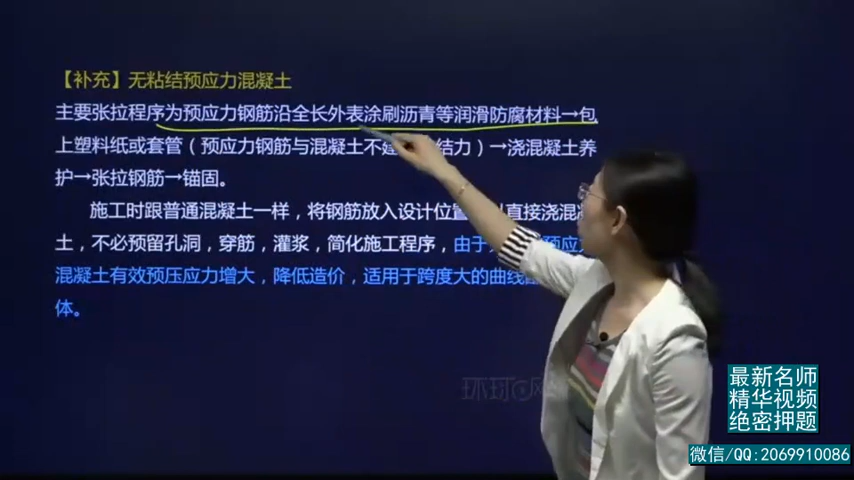 【补充】无粘结预应力混凝土
主要张拉程序为预应力钢筋沿全长外表涂刷沥青等润滑防腐材料→包
上塑料纸或套管（预应力钢筋与混凝土不建 结力）→浇混凝土养
护→张拉钢筋→锚固。
施工时跟普通混凝土一样，将钢筋放入设计位置 以直接浇混凝
土，不必预留孔洞，穿筋，灌浆，简化施工程序，由于 预应
混凝土有效预压应力增大，降低造价，适用于跨度大的曲线
体。
环球 网
最新名师
精华视频
绝密押题
微信/QQ:2069910086